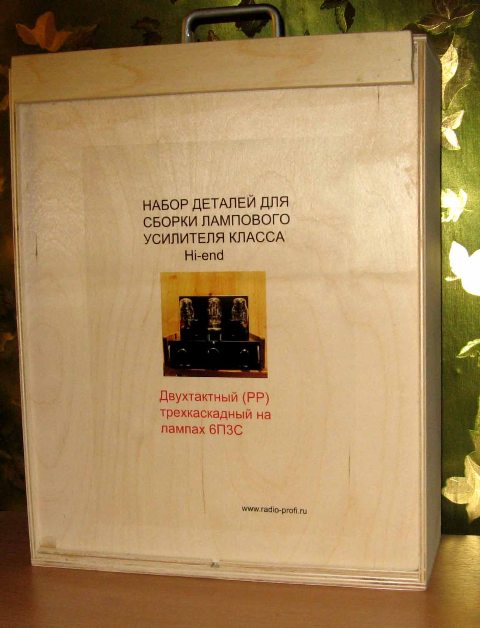 НАБОР ДЕТАЛЕЙ ДЛЯ
СБОРКИ ЛАМПОВОГО
УСИЛИТЕЛЯ КЛАССА
Hi-end
Двухтактный (PP)
трехкаскадный на
лампах 6П3С
www.radio-profi.ru